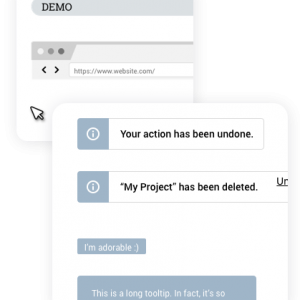 DEMO
https://www.website.com/
Your action has been undone.
“My Project” has been deleted. Un
I'm adorable :)
This is a long tooltip. In fact, it's so